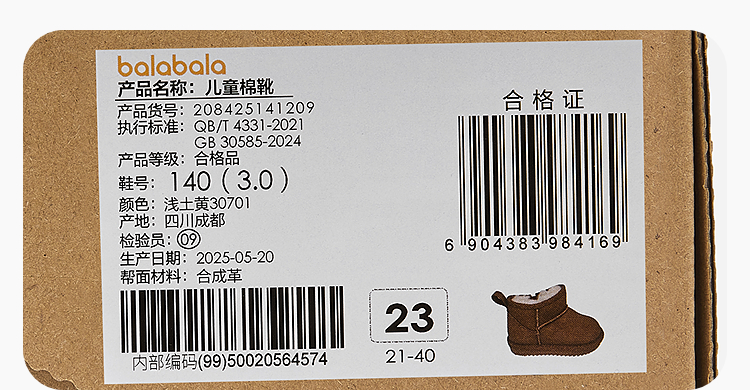 balabala
产品名称：儿童棉靴
产品货号：208425141209
执行标准：QB/T 4331-2021
GB 30585-2024
产品等级：合格品
鞋号：140（3.0）
颜色：浅土黄30701
产地：四川成都
检验员：09
生产日期：2025-05-20
帮面材料：合成革
内部编码(99)50020564574
合格证
6 904383 984169
23
21-40